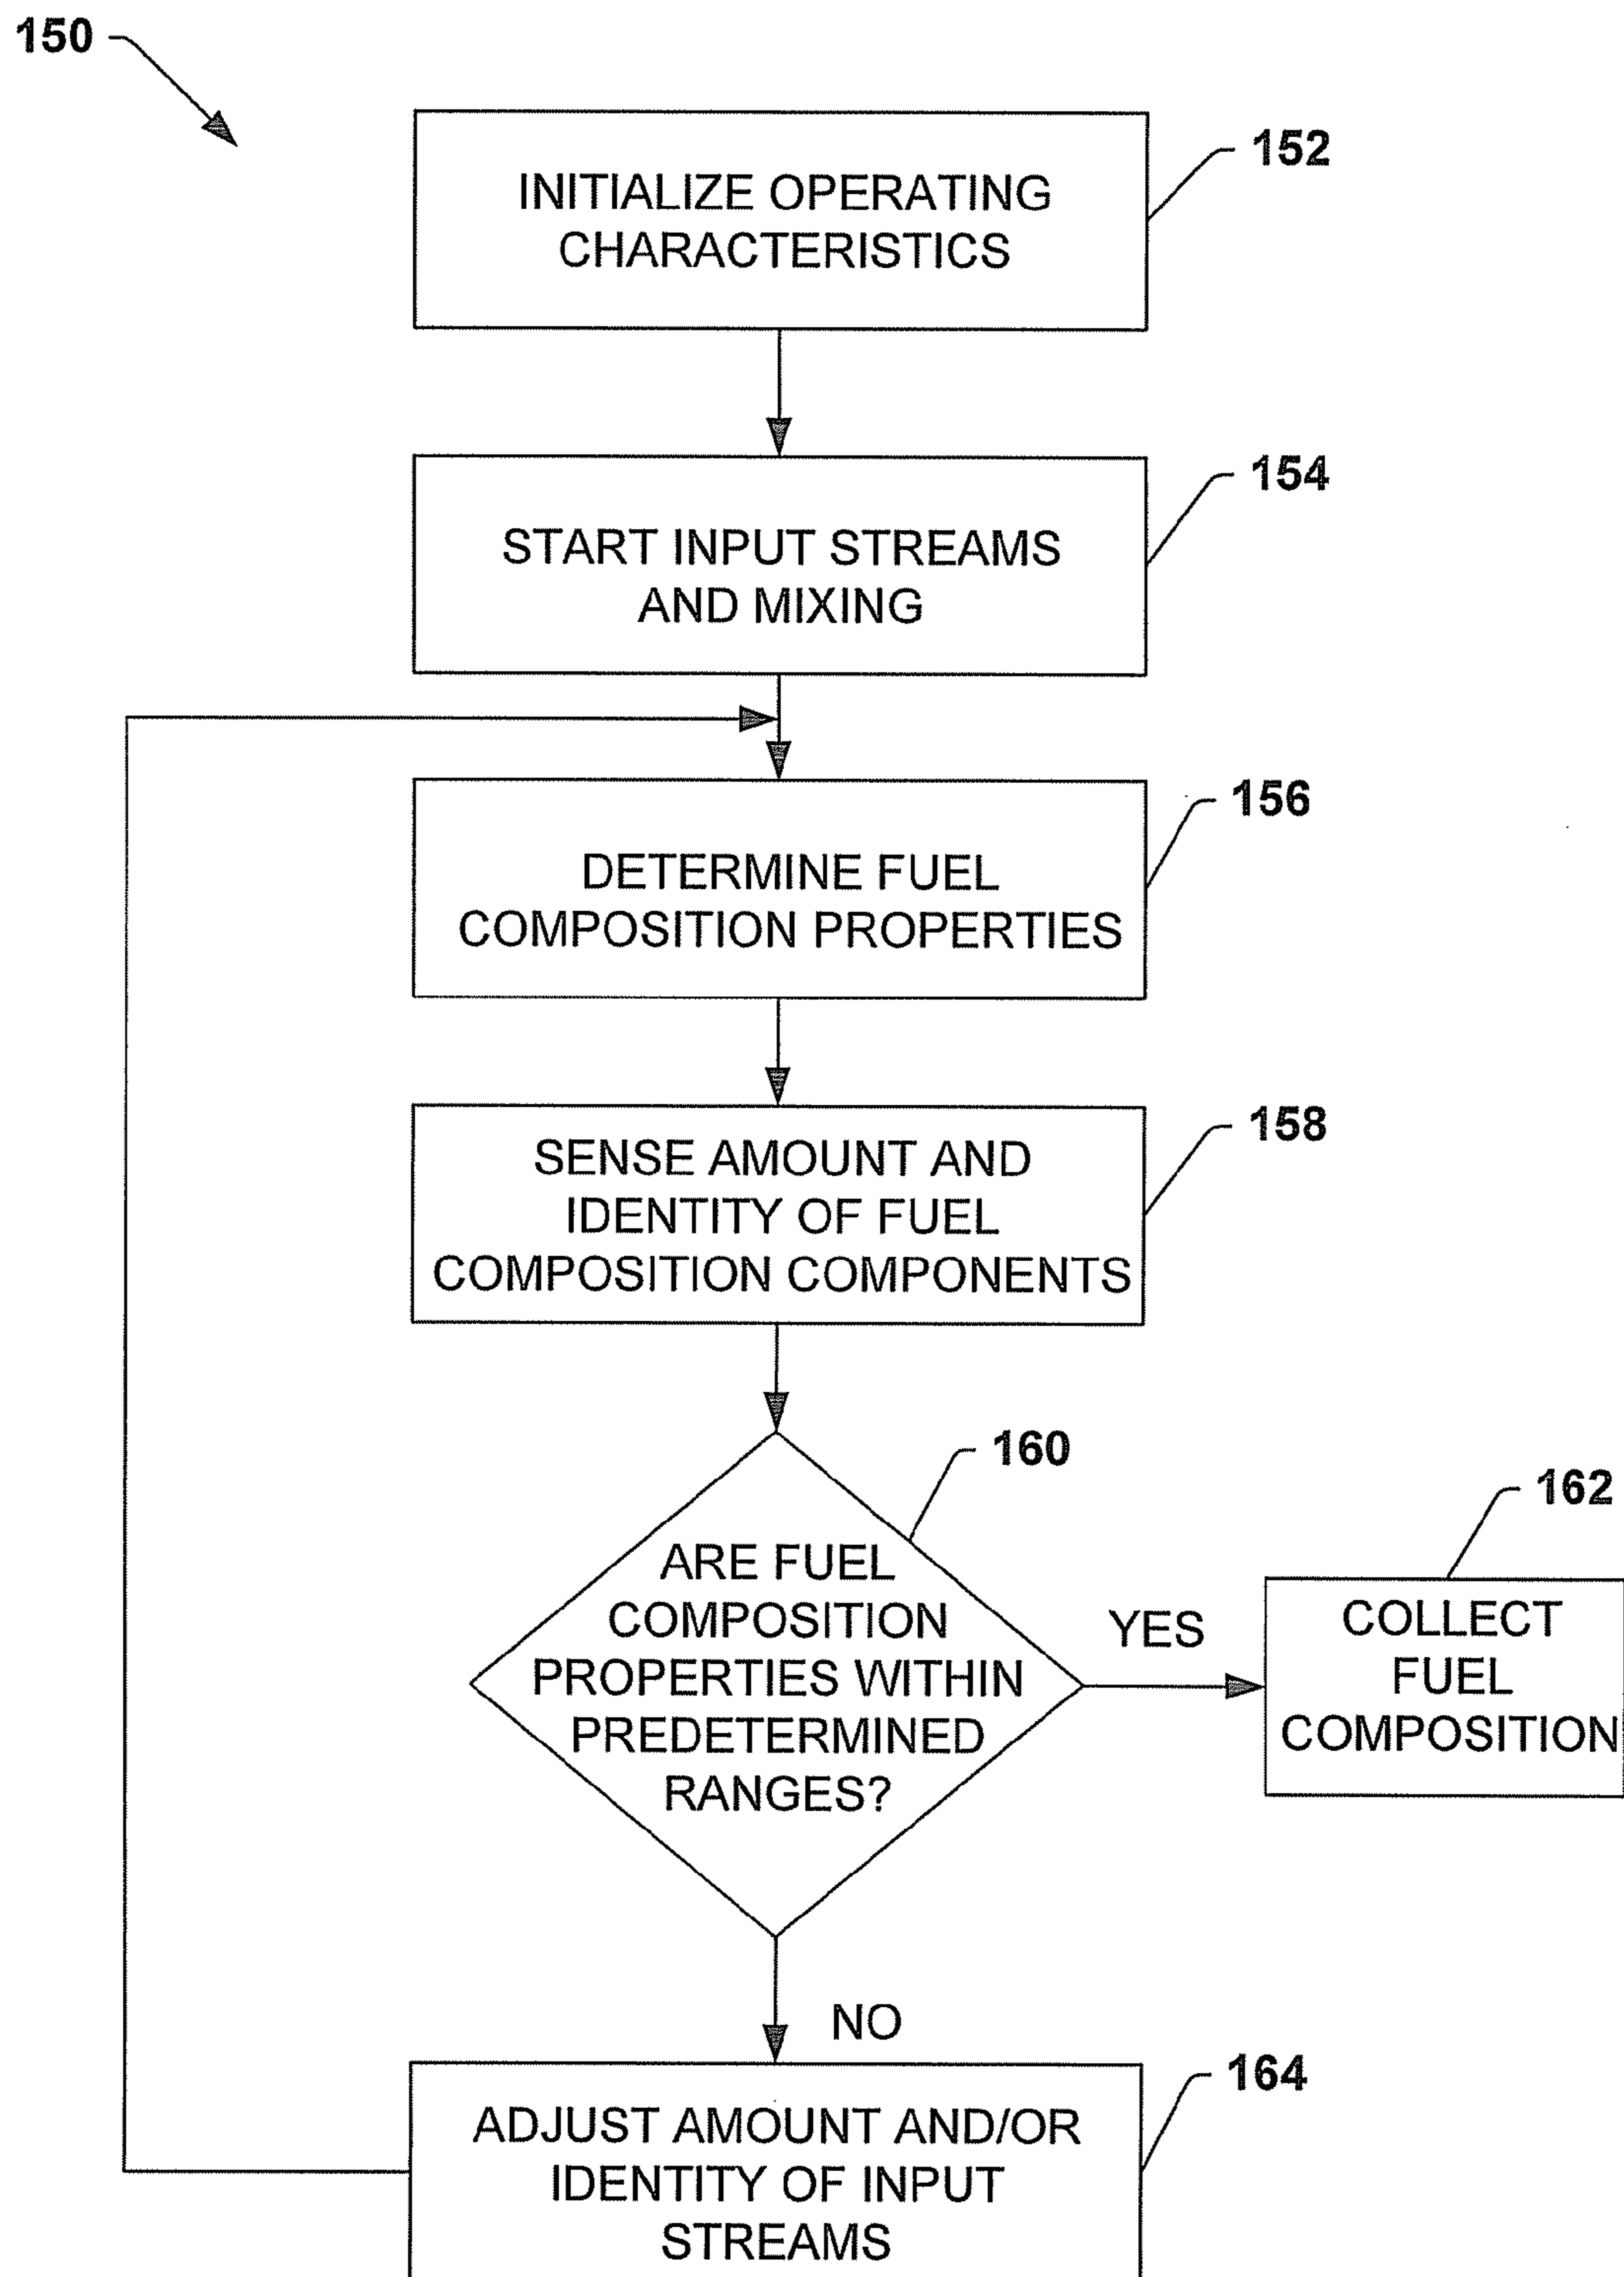 150
INITIALIZE OPERATING
CHARACTERISTICS
152
START INPUT STREAMS
AND MIXING
154
DETERMINE FUEL
COMPOSITION PROPERTIES
156
SENSE AMOUNT AND
IDENTITY OF FUEL
COMPOSITION COMPONENTS
158
ARE FUEL
COMPOSITION
PROPERTIES WITHIN
PREDETERMINED
RANGES?
160
YES
COLLECT
FUEL
COMPOSITION
162
NO
ADJUST AMOUNT AND/OR
IDENTITY OF INPUT
STREAMS
164